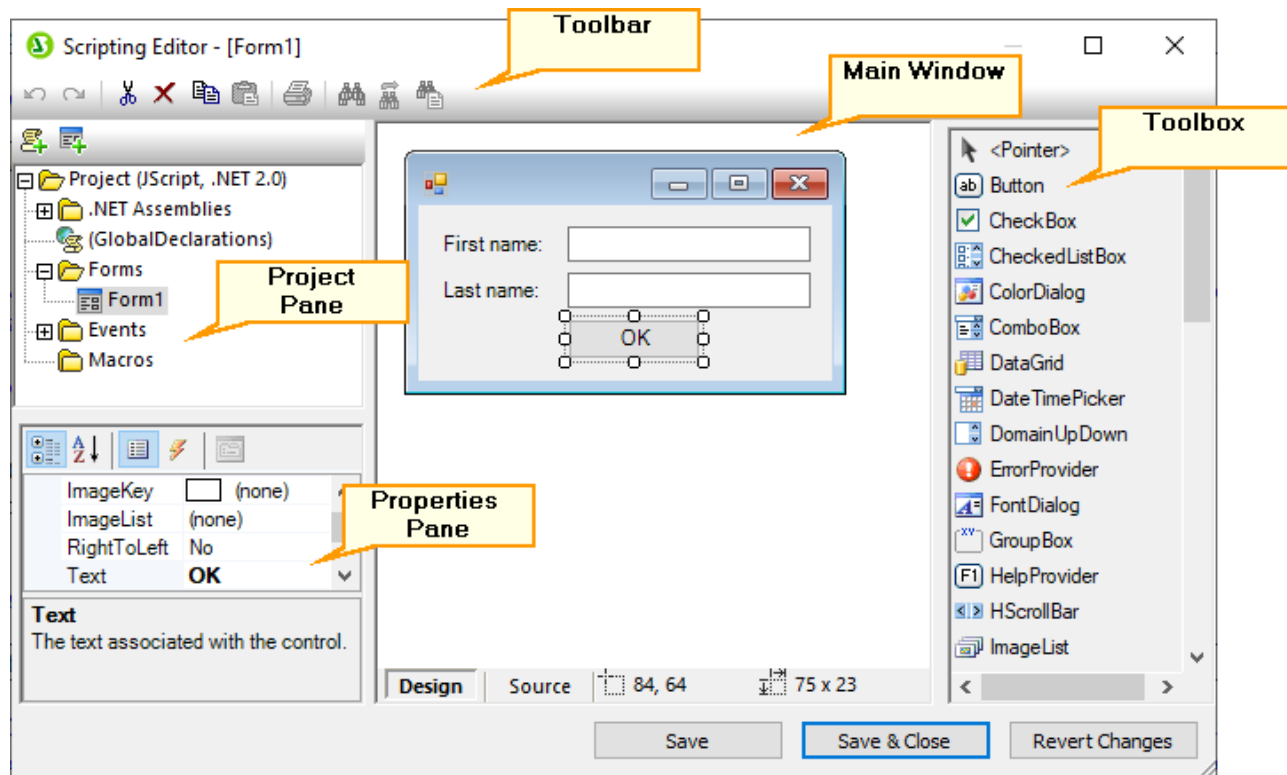 Toolbar
Scripting Editor - [Form1]
Main Window
Toolbox
Project (JScript, .NET 2.0)
.NET Assemblies
(GlobalDeclarations)
Forms
Form1
Events
Macros
Project
Pane
First name:
Last name:
OK
<Pointer>
ab Button
CheckBox
CheckedListBox
ColorDialog
ComboBox
DataGrid
DateTimePicker
DomainUpDown
ErrorProvider
A FontDialog
XY GroupBox
F1 HelpProvider
HScrollBar
ImageList
A
Z
ImageKey (none)
ImageList (none)
RightToLeft No
Text OK
Properties
Pane
Text
The text associated with the control.
Design Source 84, 64 75 x 23
Save Save & Close Revert Changes